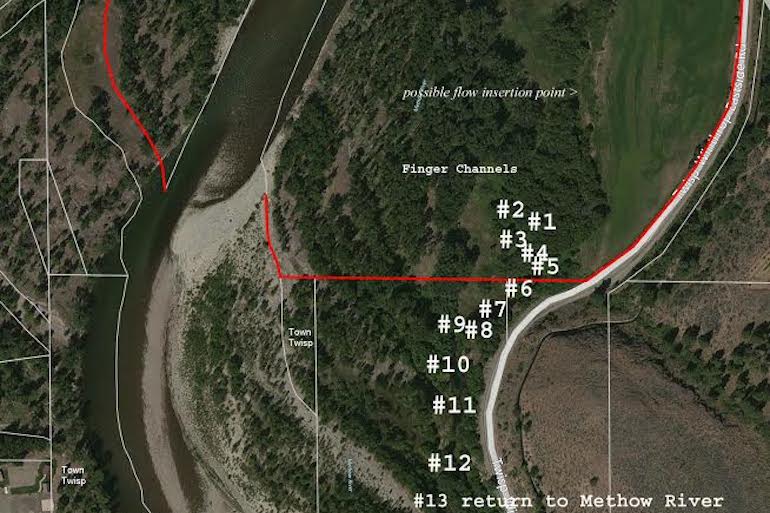 possible flow insertion point >
Finger Channels
#2
#1
#3
#4
#5
#6
#7
#9
#8
#10
#11
#12
#13 return to Methow River
Town
Twisp
Town
Twisp